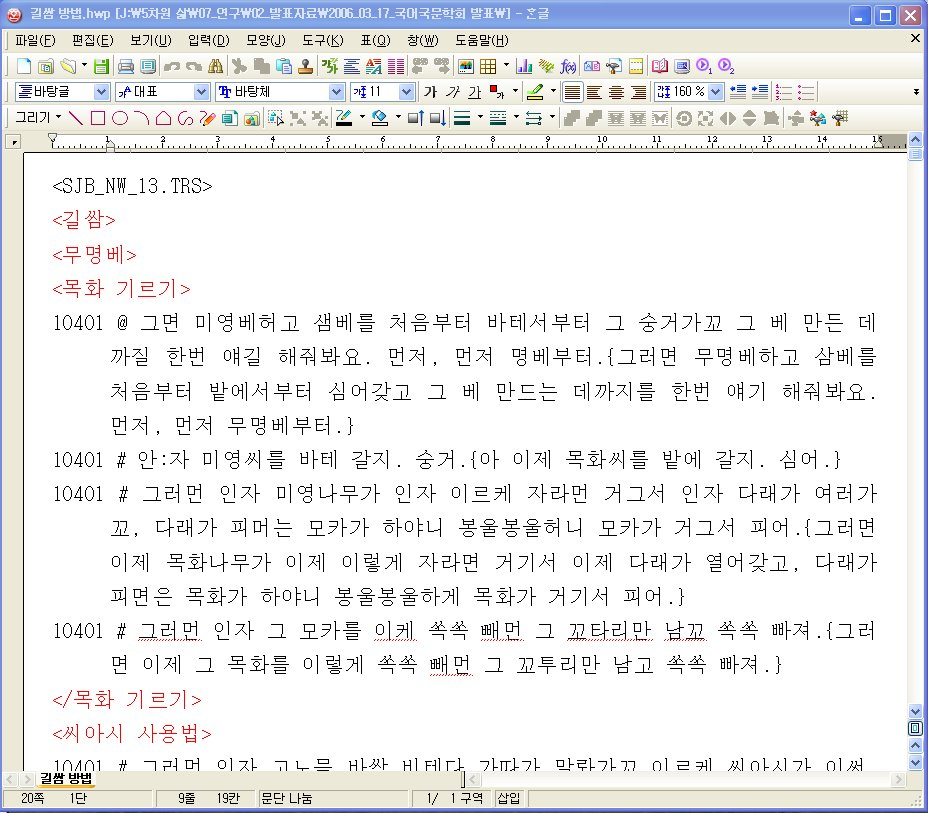 길쌈 방법.hwp [J:\5차원 삶\07_연구\02_발표자료\2006_03_17_국어국문학회 발표\] - 흔글
파일(F) 편집(E) 보기(U) 입력(D) 모양(J) 도구(K) 표(Q) 창(W) 도움말(H)
바탕글 대표 바탕체 11 가 가 가 160 %
그리기
1 2 3 4 5 6 7 8 9 10 11 12 13 14 15
<SJB_NW_13.TRS>
<길쌈>
<무명베>
<목화 기르기>
10401 @ 그면 미영베허고 샘베를 처음부터 바테서부터 그 숭거가꼬 그 베 만든 데
까질 한번 얘길 해줘봐요. 먼저, 먼저 명베부터.{그러면 무명베하고 삼베를
처음부터 밭에서부터 심어갖고 그 베 만드는 데까지를 한번 얘기 해줘봐요.
먼저, 먼저 무명베부터.}
10401 # 안:자 미영씨를 바테 갈지. 숭거.{아 이제 목화씨를 밭에 갈지. 심어.}
10401 # 그러먼 인자 미영나무가 인자 이르케 자라먼 거그서 인자 다래가 여러가
꼬, 다래가 피머는 모카가 하야니 봉울봉울허니 모카가 거그서 피어.{그러면
이제 목화나무가 이제 이렇게 자라면 거기서 이제 다래가 열어갖고, 다래가
피면은 목화가 하야니 봉울봉울하게 목화가 거기서 피어.}
10401 # 그러먼 인자 그 모카를 이케 쏙쏙 빼먼 그 꼬타리만 남꼬 쏙쏙 빠져.{그러
면 이제 그 목화를 이렇게 쏙쏙 빼먼 그 꼬투리만 남고 쏙쏙 빠져.}
</목화 기르기>
<씨아시 사용법>
10401 # 그러먼 인자 그노믈 바싹 비테다 가따가 말롸가꼬 이르케 씨아시가 이써
길쌈 방법
20쪽 1단 9줄 19칸 문단 나눔 1/ 1 구역 삽입